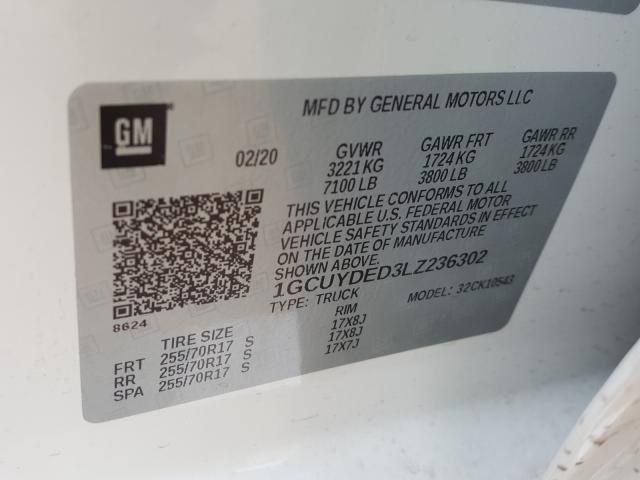 GM
MFD BY GENERAL MOTORS LLC
02/20
GVWR GAWR FRT GAWR RR
3221 KG 1724 KG 1724 KG
7100 LB 3800 LB 3800 LB
THIS VEHICLE CONFORMS TO ALL
APPLICABLE U.S. FEDERAL MOTOR
VEHICLE SAFETY STANDARDS IN EFFECT
ON THE DATE OF MANUFACTURE
SHOWN ABOVE.
1GCUYDED3LZ236302
TYPE: TRUCK MODEL: 32CK10543
8624
TIRE SIZE RIM
FRT 255/70R17 S 17X8J
RR 255/70R17 S 17X8J
SPA 255/70R17 S 17X7J